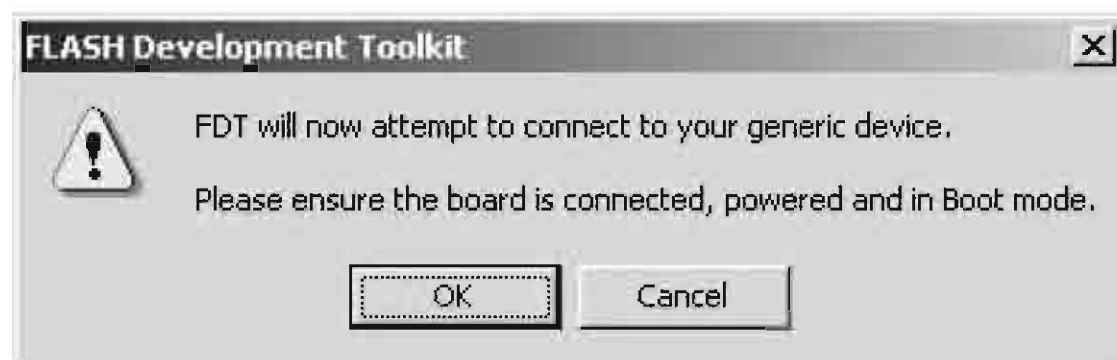 FLASH Development Toolkit
FDT will now attempt to connect to your generic device.
Please ensure the board is connected, powered and in Boot mode.
OK
Cancel